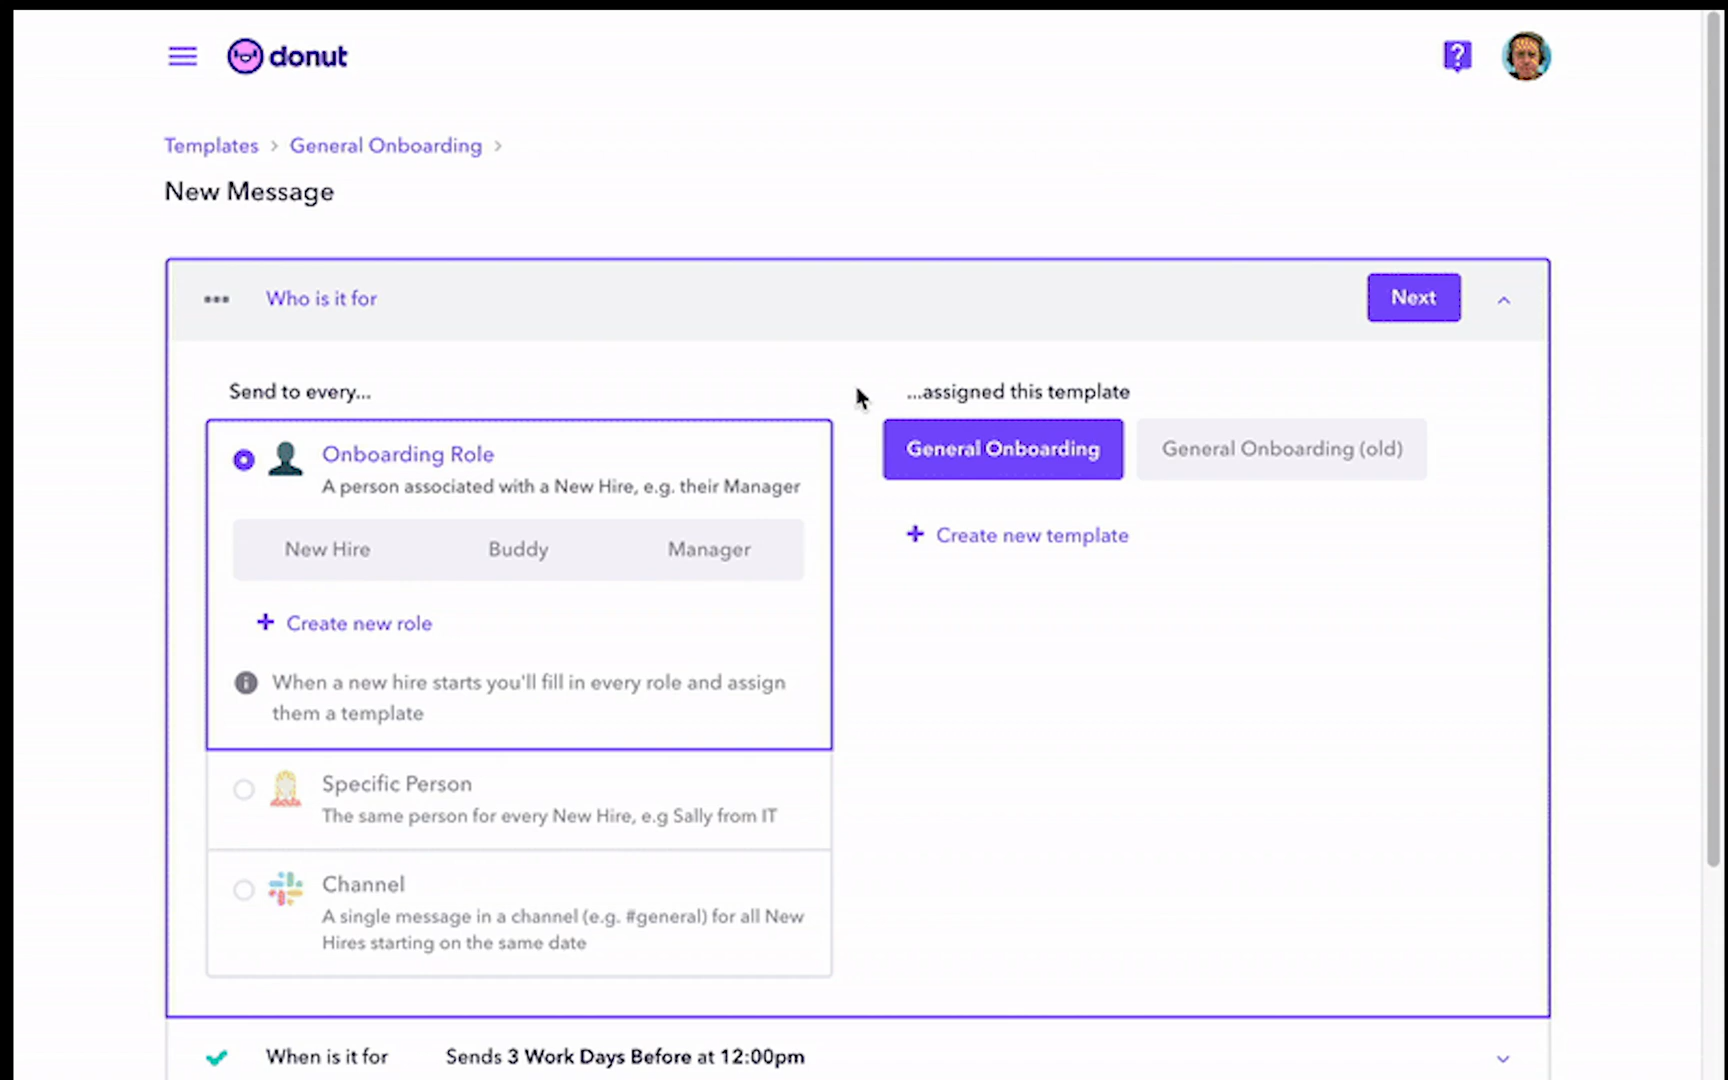 donut
?
Templates > General Onboarding >
New Message
Who is it for
Next
Send to every...
...assigned this template
Onboarding Role
A person associated with a New Hire, e.g. their Manager
New Hire Buddy Manager
+ Create new role
When a new hire starts you'll fill in every role and assign
them a template
General Onboarding
General Onboarding (old)
+ Create new template
Specific Person
The same person for every New Hire, e.g Sally from IT
Channel
A single message in a channel (e.g. #general) for all New
Hires starting on the same date
When is it for Sends 3 Work Days Before at 12:00pm